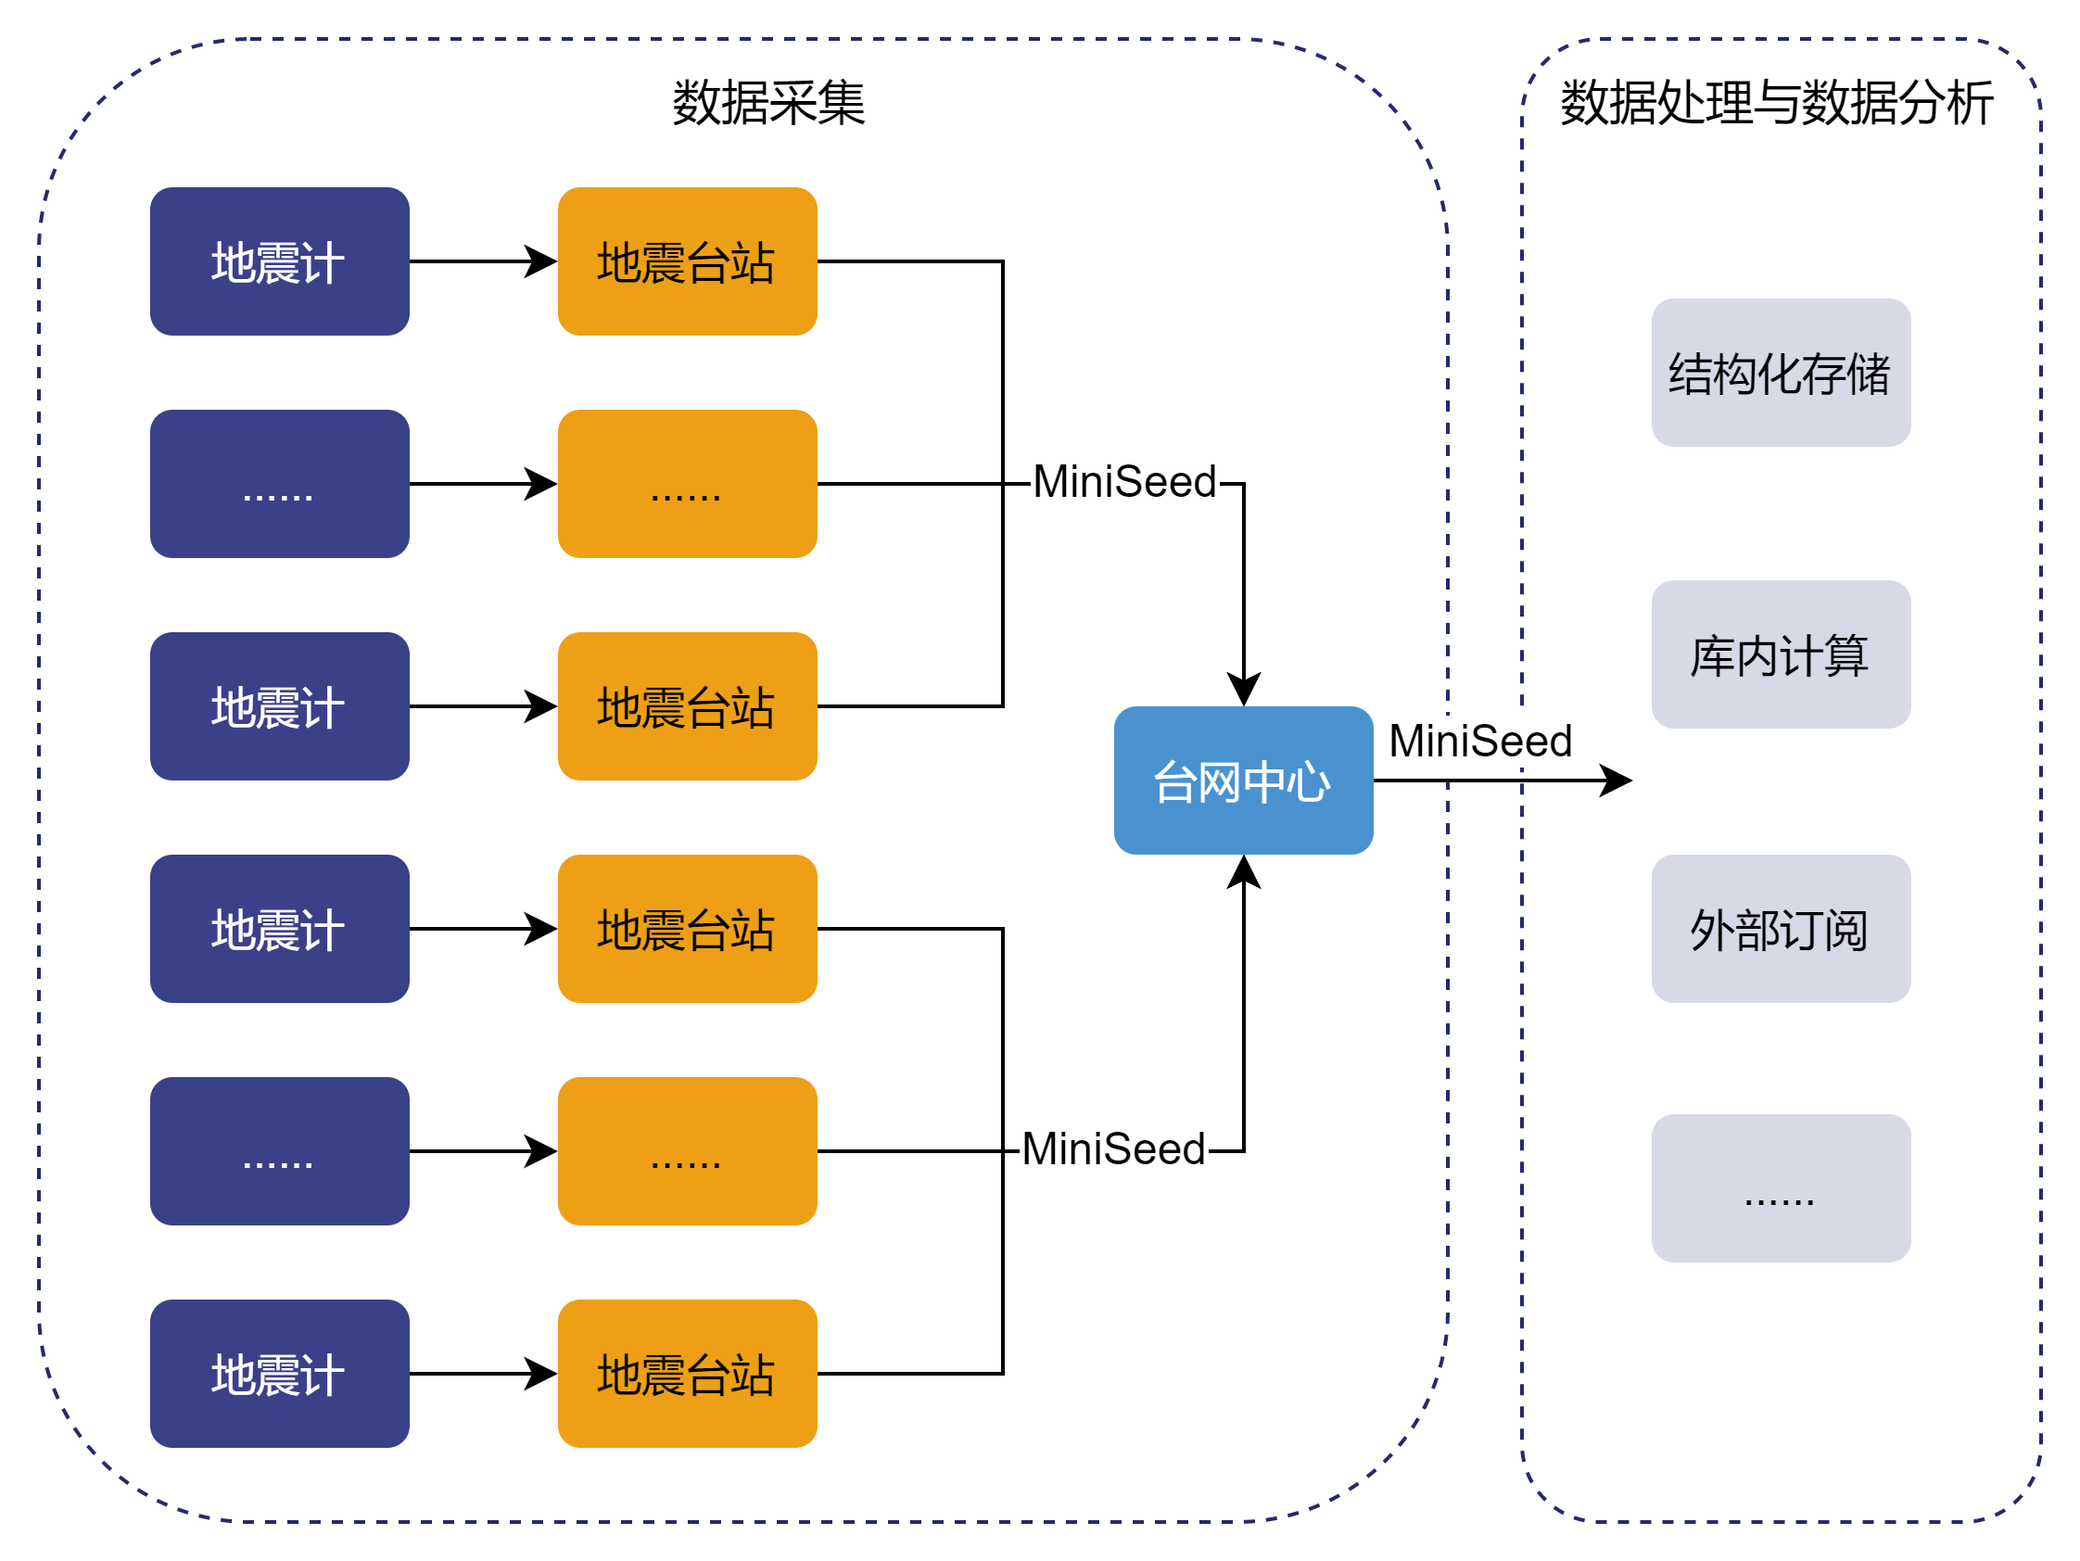 数据采集
数据处理与数据分析
地震计
地震台站
......
......
MiniSeed
地震计
地震台站
台网中心
MiniSeed
地震计
地震台站
......
......
MiniSeed
地震计
地震台站
结构化存储
库内计算
外部订阅
......